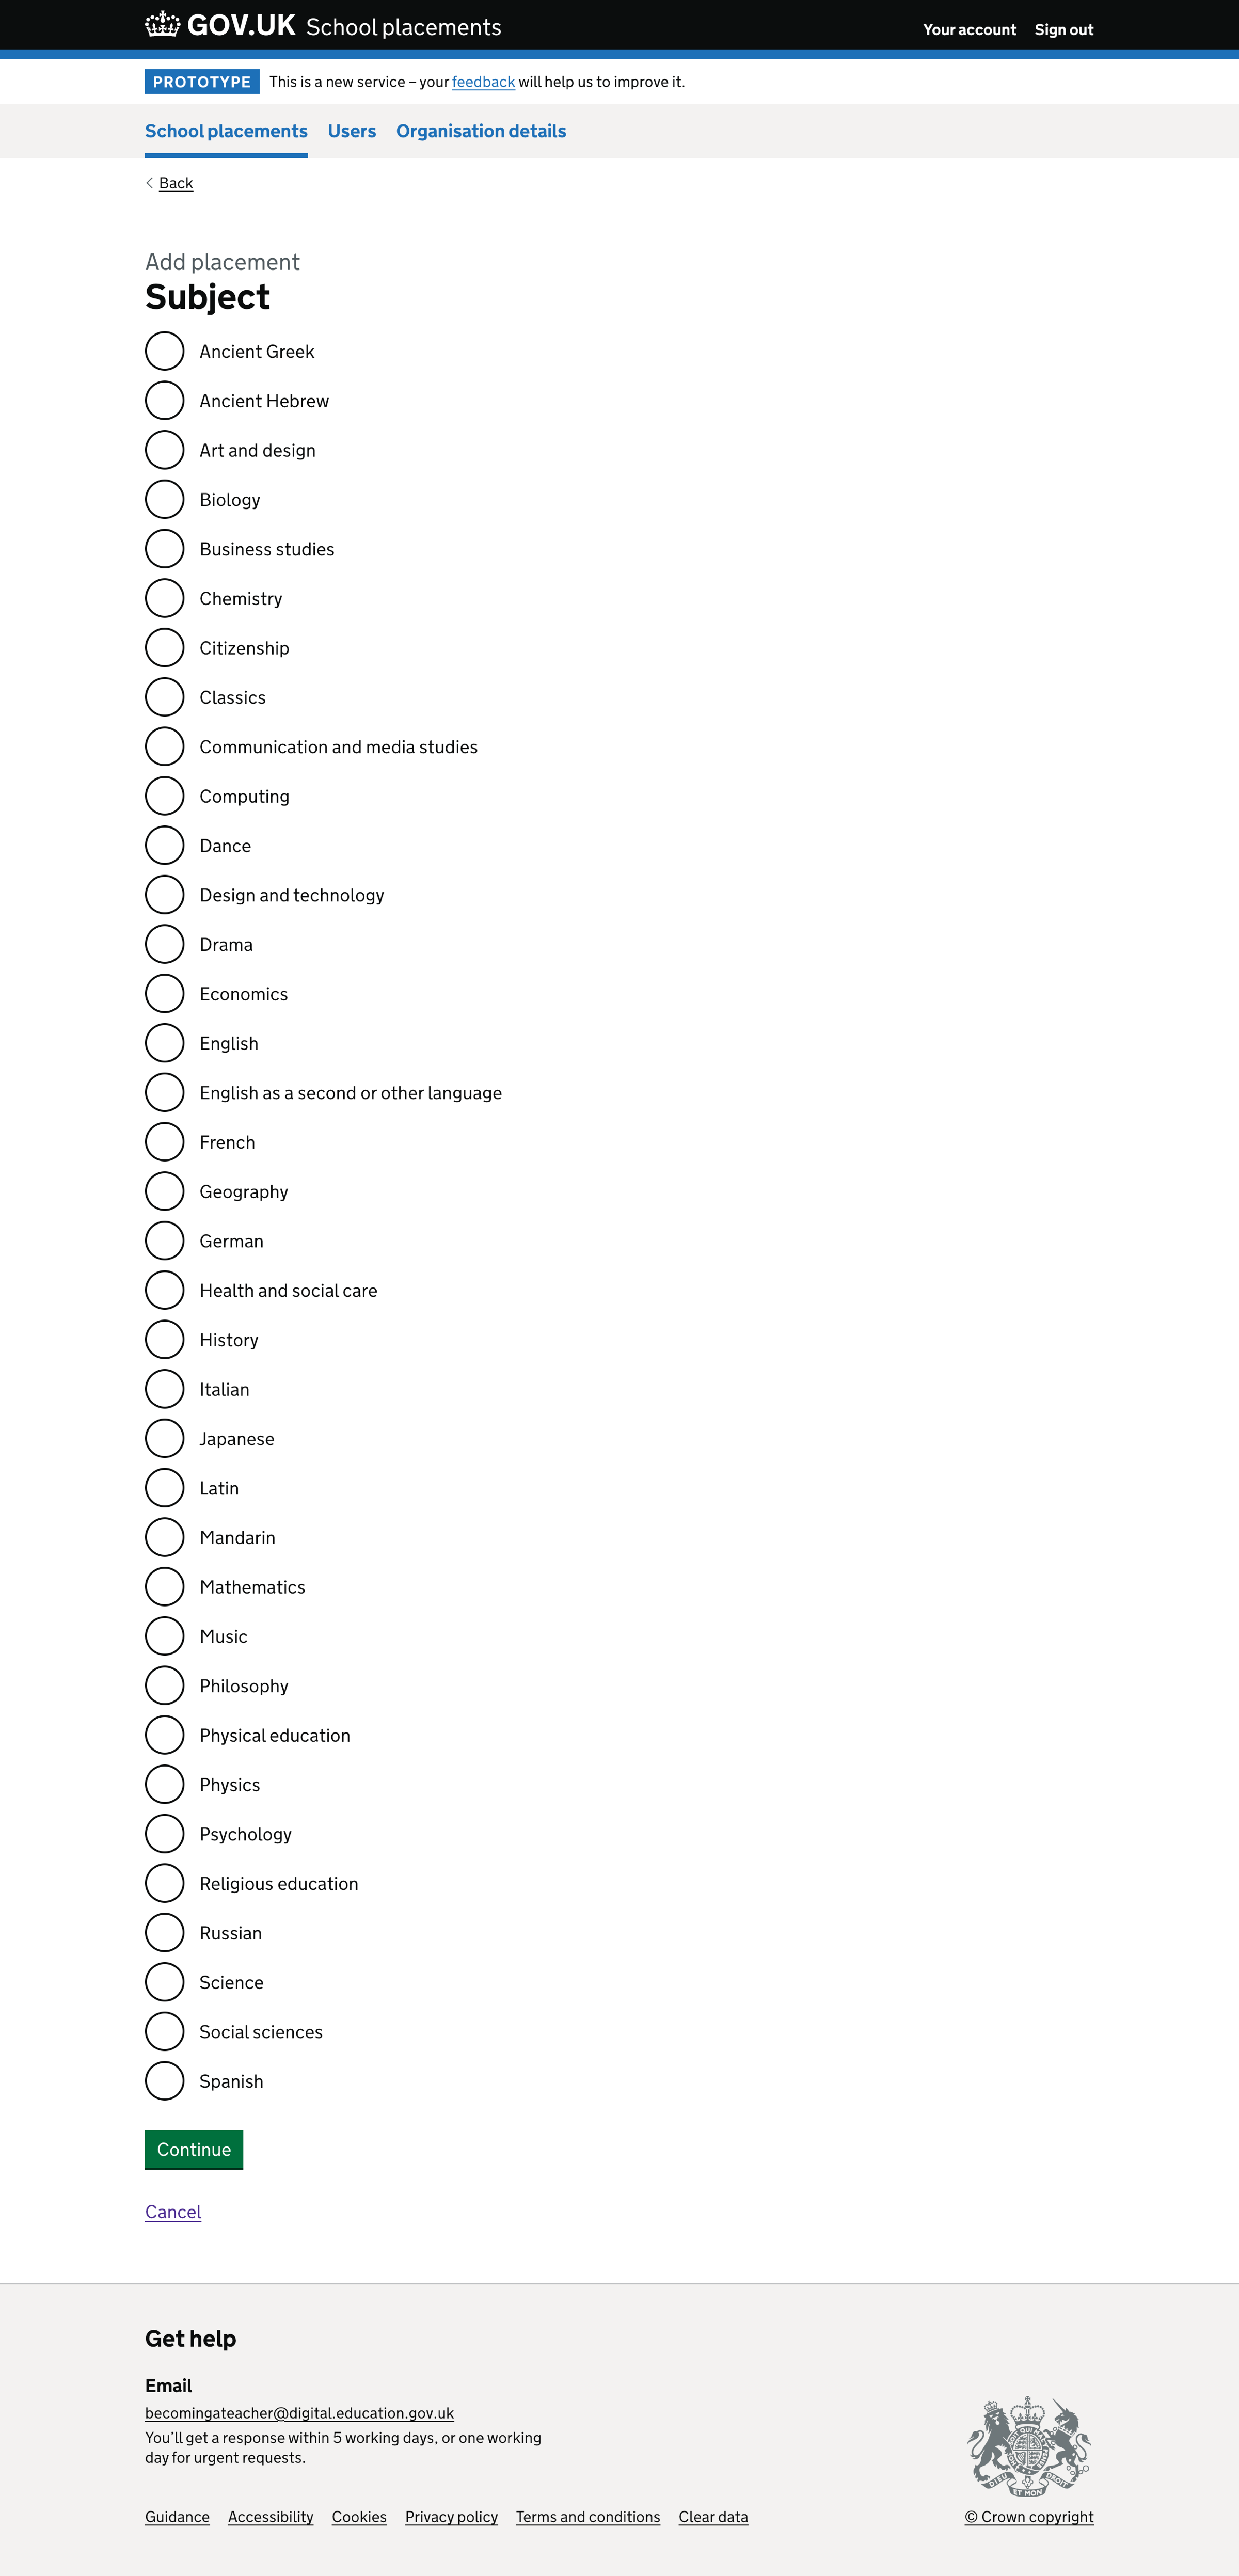 GOV.UK School placements
Your account Sign out
PROTOTYPE This is a new service – your feedback will help us to improve it.
School placements Users Organisation details
Back
Add placement
Subject
Ancient Greek
Ancient Hebrew
Art and design
Biology
Business studies
Chemistry
Citizenship
Classics
Communication and media studies
Computing
Dance
Design and technology
Drama
Economics
English
English as a second or other language
French
Geography
German
Health and social care
History
Italian
Japanese
Latin
Mandarin
Mathematics
Music
Philosophy
Physical education
Physics
Psychology
Religious education
Russian
Science
Social sciences
Spanish
Continue
Cancel
Get help
Email
becomingateacher@digital.education.gov.uk
You’ll get a response within 5 working days, or one working
day for urgent requests.
DIEU ET MON DROIT
Guidance Accessibility Cookies Privacy policy Terms and conditions Clear data
© Crown copyright